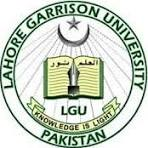 LAHORE GARRISON UNIVERSITY
العلم نور
LGU
KNOWLEDGE IS LIGHT
PAKISTAN